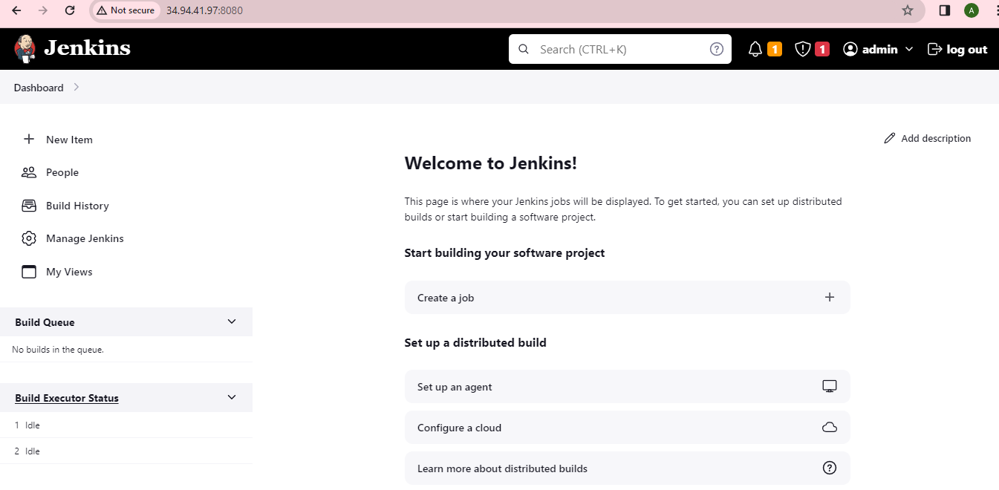 Not secure 34.94.41.97:8080 A
Jenkins Search (CTRL+K) ? 1 1 admin log out
Dashboard
New Item
People
Build History
Manage Jenkins
My Views
Build Queue
No builds in the queue.
Build Executor Status
1 Idle
2 Idle
Add description
Welcome to Jenkins!
This page is where your Jenkins jobs will be displayed. To get started, you can set up distributed
builds or start building a software project.
Start building your software project
Create a job
Set up a distributed build
Set up an agent
Configure a cloud
Learn more about distributed builds ?